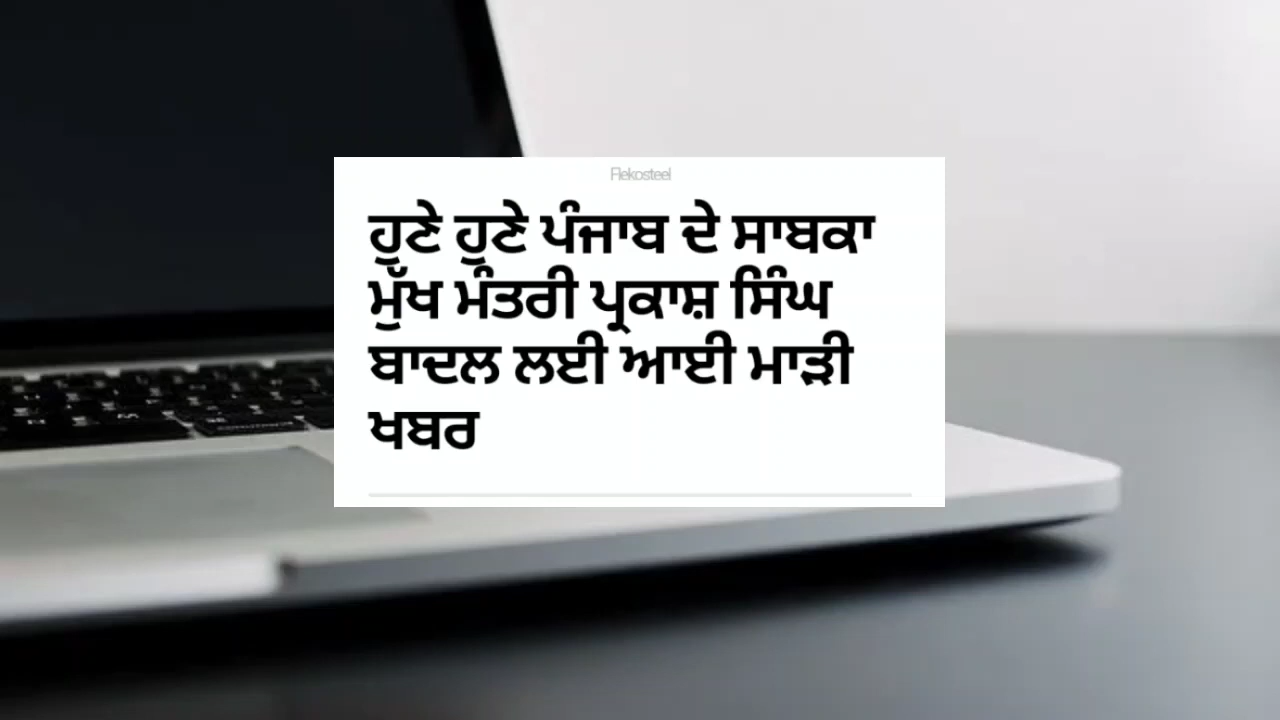 Flekosteel
ਹੁਣੇ ਹੁਣੇ ਪੰਜਾਬ ਦੇ ਸਾਬਕਾ
ਮੁੱਖ ਮੰਤਰੀ ਪ੍ਰਕਾਸ਼ ਸਿੰਘ
ਬਾਦਲ ਲਈ ਆਈ ਮਾੜੀ
ਖਬਰ